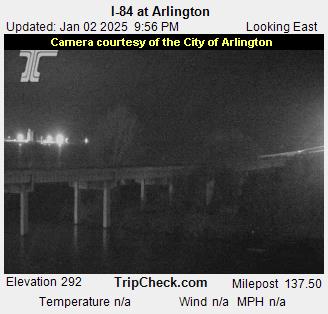 I-84 at Arlington
Updated: Jan 02 2025 9:56 PM Looking East
Camera courtesy of the City of Arlington
Elevation 292 TripCheck.com Milepost 137.50
Temperature n/a Wind n/a MPH n/a